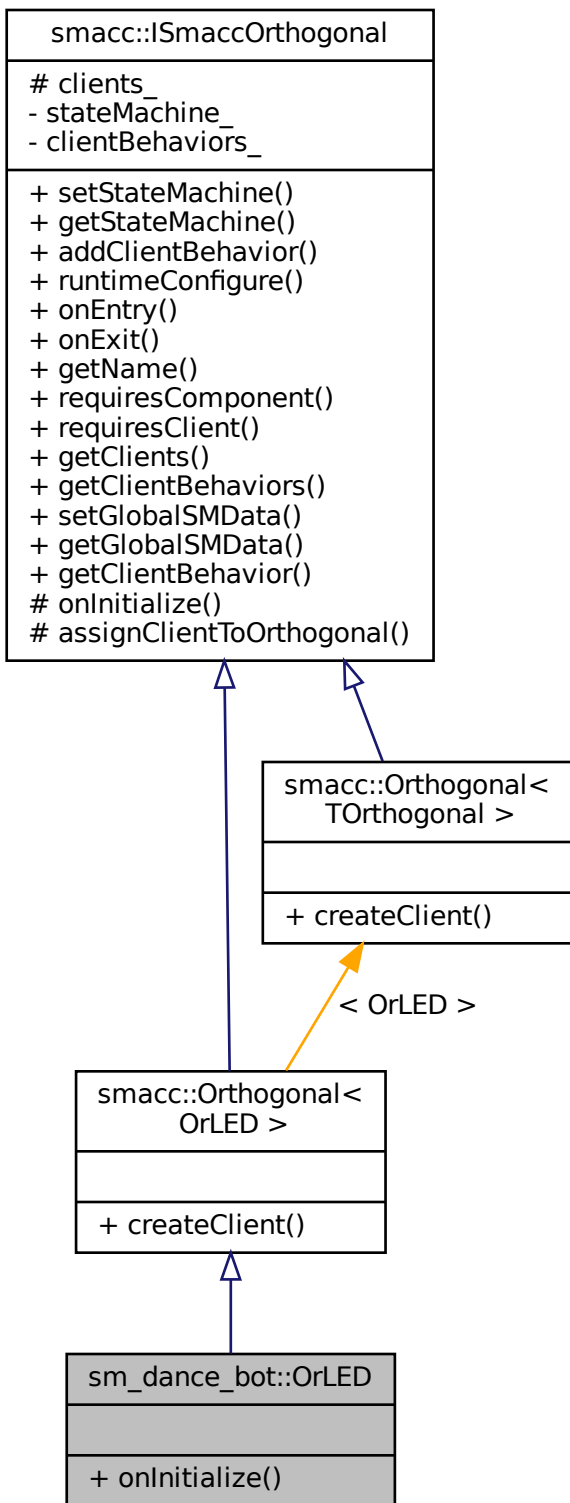 smacc::ISmaccOrthogonal
# clients_
- stateMachine_
- clientBehaviors_
+ setStateMachine()
+ getStateMachine()
+ addClientBehavior()
+ runtimeConfigure()
+ onEntry()
+ onExit()
+ getName()
+ requiresComponent()
+ requiresClient()
+ getClients()
+ getClientBehaviors()
+ setGlobalSMData()
+ getGlobalSMData()
+ getClientBehavior()
# onInitialize()
# assignClientToOrthogonal()
smacc::Orthogonal<
TOrthogonal >
+ createClient()
< OrLED >
smacc::Orthogonal<
OrLED >
+ createClient()
sm_dance_bot::OrLED
+ onInitialize()